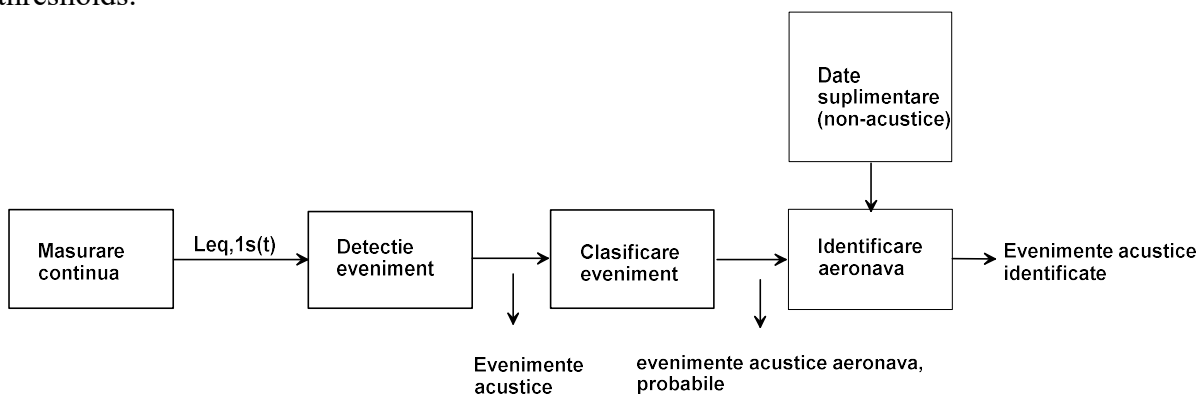 thresholds.
Date
suplimentare
(non-acustice)
Masurare
continua
Leq,1s(t)
Detectie
eveniment
Clasificare
eveniment
Identificare
aeronava
Evenimente acustice
identificate
Evenimente
acustice
evenimente acustice aeronava,
probabile